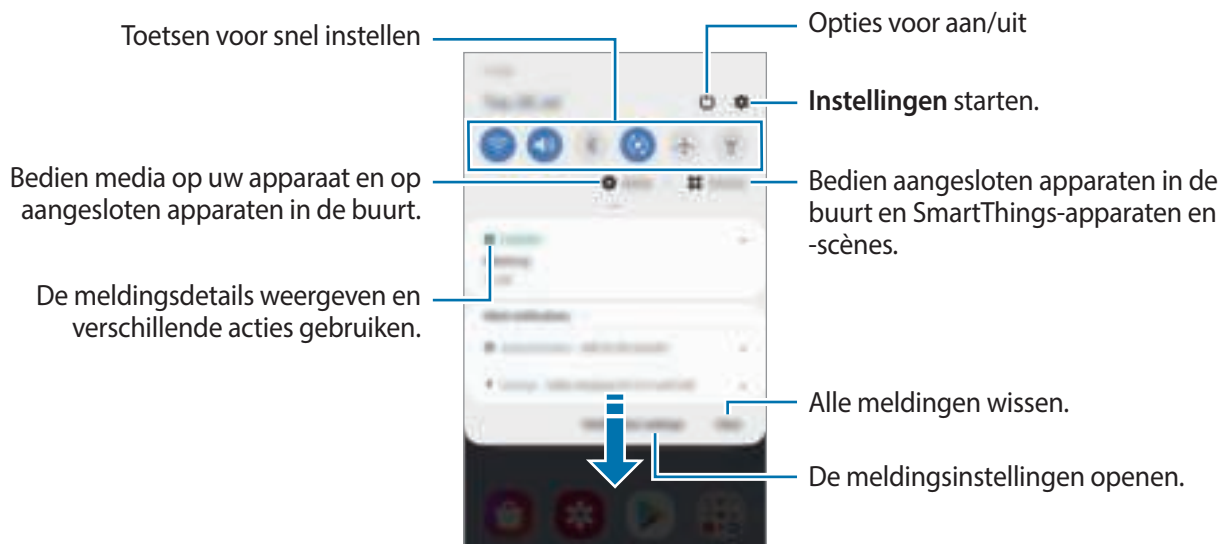 Toetsen voor snel instellen
Opties voor aan/uit
Instellingen starten.
Bedien media op uw apparaat en op
aangesloten apparaten in de buurt.
Bedien aangesloten apparaten in de
buurt en SmartThings-apparaten en
-scènes.
De meldingsdetails weergeven en
verschillende acties gebruiken.
Alle meldingen wissen.
De meldingsinstellingen openen.